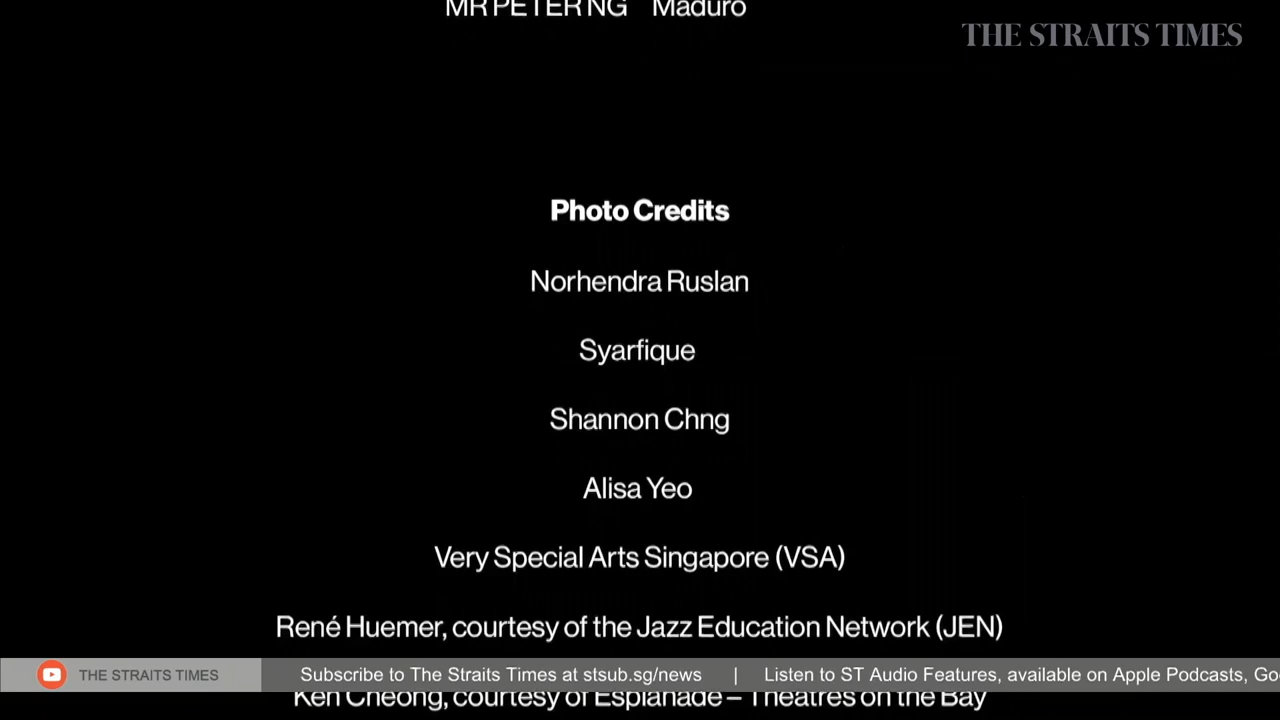 MR PETER NG Maduro
THE STRAITS TIMES
Photo Credits
Norhendra Ruslan
Syarfique
Shannon Chng
Alisa Yeo
Very Special Arts Singapore (VSA)
René Huemer, courtesy of the Jazz Education Network (JEN)
THE STRAITS TIMES Subscribe to The Straits Times at stsub.sg/news | Listen to ST Audio Features, available on Apple Podcasts, Go
Ken Cheong, courtesy of Esplanade – Theatres on the Bay